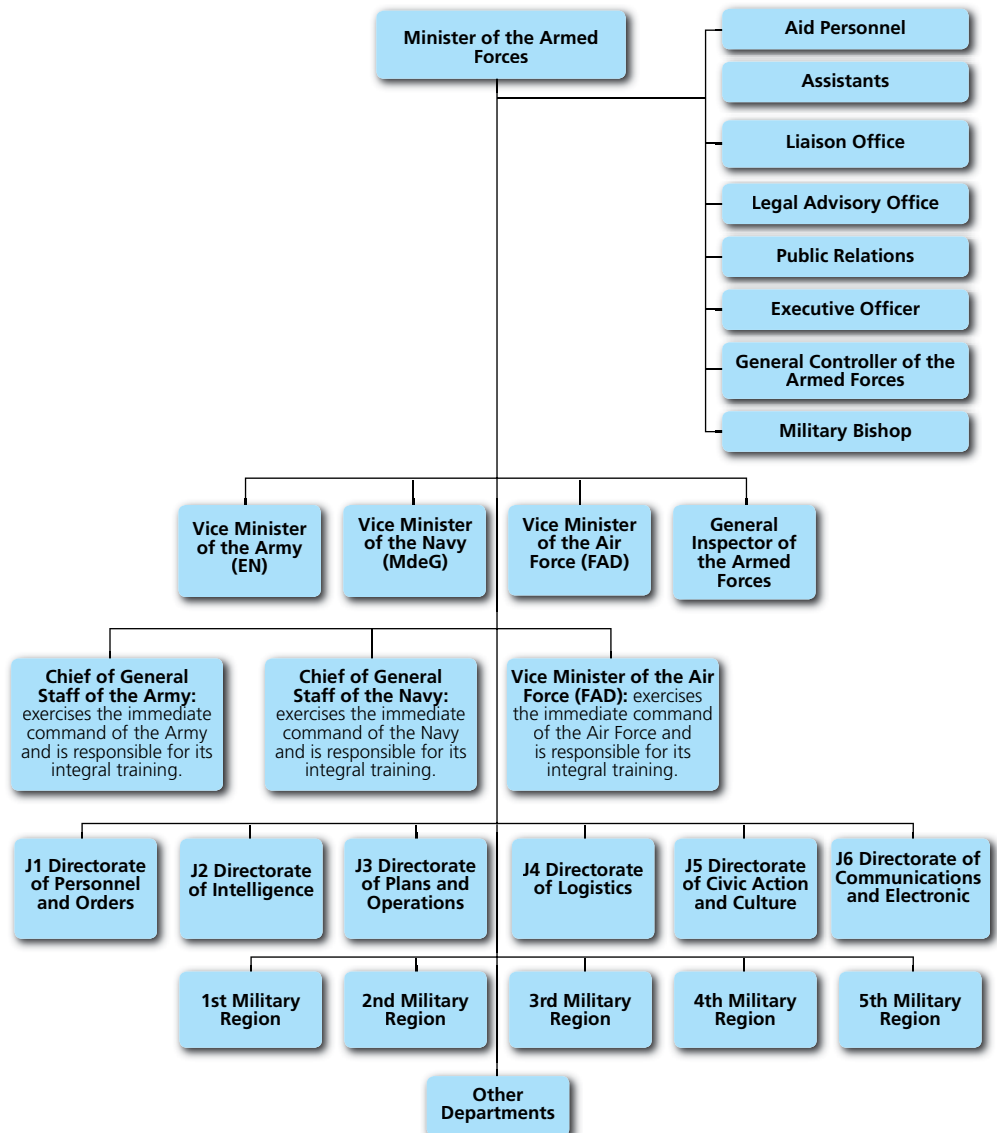 Minister of the Armed
Forces
Aid Personnel
Assistants
Liaison Office
Legal Advisory Office
Public Relations
Executive Officer
General Controller of the
Armed Forces
Military Bishop
Vice Minister
of the Army
(EN)
Vice Minister
of the Navy
(MdeG)
Vice Minister
of the Air
Force (FAD)
General
Inspector of
the Armed
Forces
Chief of General
Staff of the Army:
exercises the immediate
command of the Army
and is responsible for its
integral training.
Chief of General
Staff of the Navy:
exercises the immediate
command of the Navy
and is responsible for its
integral training.
Vice Minister of the Air
Force (FAD): exercises
the immediate command
of the Air Force and
is responsible for its
integral training.
J1 Directorate
of Personnel
and Orders
J2 Directorate
of Intelligence
J3 Directorate
of Plans and
Operations
J4 Directorate
of Logistics
J5 Directorate
of Civic Action
and Culture
J6 Directorate of
Communications
and Electronic
1st Military
Region
2nd Military
Region
3rd Military
Region
4th Military
Region
5th Military
Region
Other
Departments